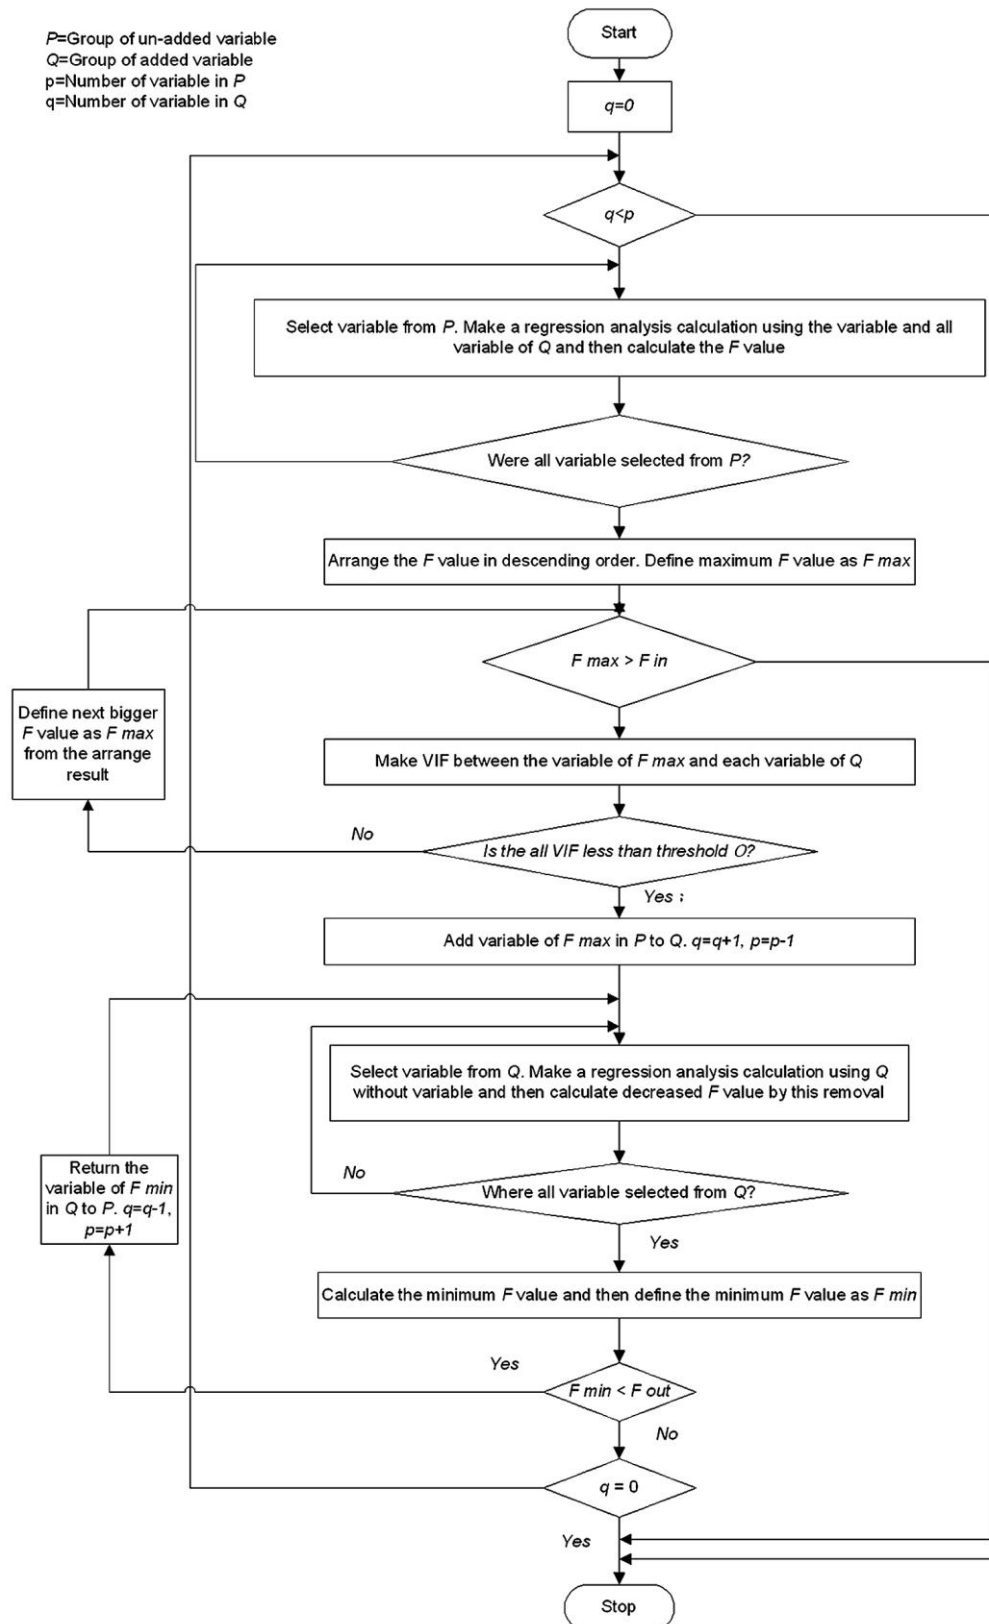 P=Group of un-added variable
Q=Group of added variable
p=Number of variable in P
q=Number of variable in Q
Start
q=0
q<p
Select variable from P. Make a regression analysis calculation using the variable and all
variable of Q and then calculate the F value
Were all variable selected from P?
Arrange the F value in descending order. Define maximum F value as F max
F max > F in
Define next bigger
F value as F max
from the arrange
result
Make VIF between the variable of F max and each variable of Q
No
Is the all VIF less than threshold O?
Yes ;
Add variable of F max in P to Q. q=q+1, p=p-1
Select variable from Q. Make a regression analysis calculation using Q
without variable and then calculate decreased F value by this removal
Return the
variable of F min
in Q to P. q=q-1,
p=p+1
No
Where all variable selected from Q?
Yes
Calculate the minimum F value and then define the minimum F value as F min
Yes
F min < F out
No
q = 0
Yes
Stop